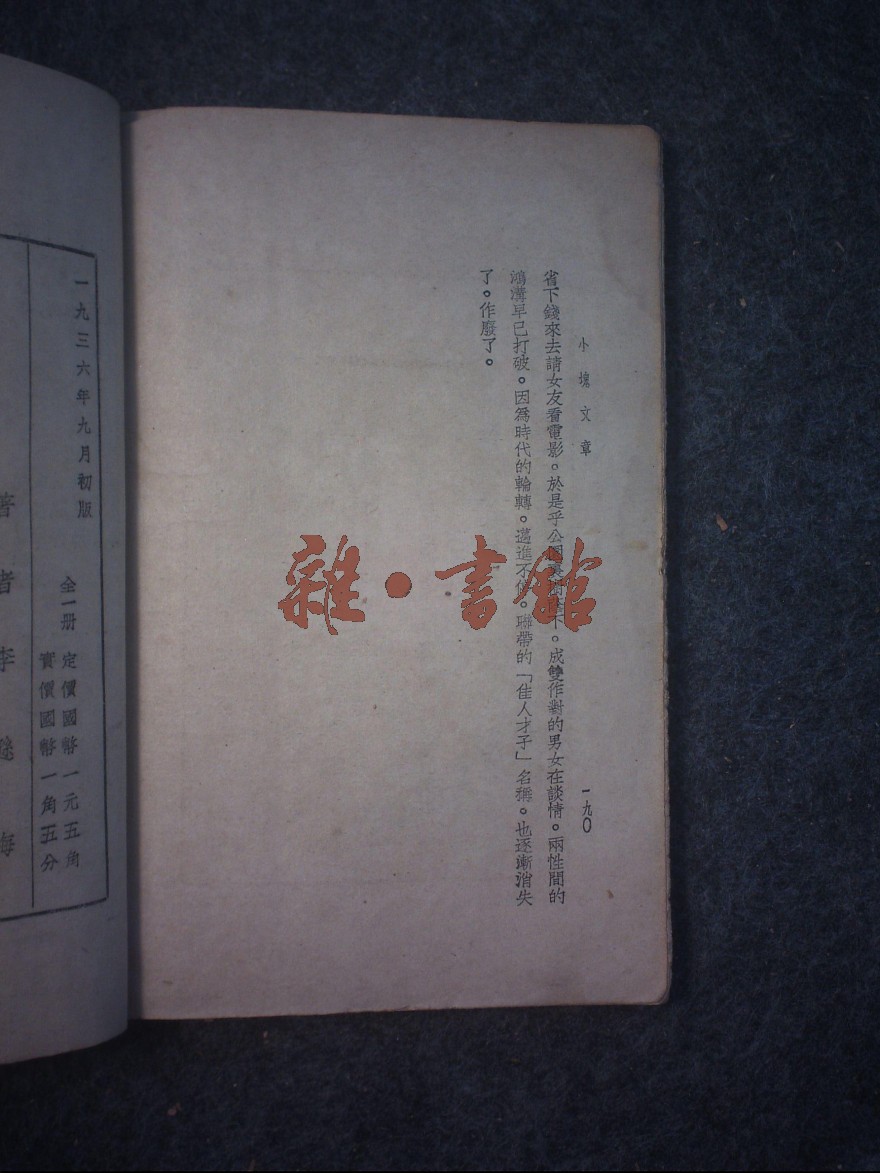 小塊文章
一九〇
省下錢來去請女友看電影。於是乎公園裏樹蔭下。成雙作對的男女在談情。兩性間的
鴻溝早已打破。因爲時代的輪轉。邁進不停。聯帶的「佳人才子」名稱。也逐漸消失
了。作廢了。
一九三六年九月初版
全一册 定價國幣一元五角
實價國幣一角五分
著者李
海
雜·書館